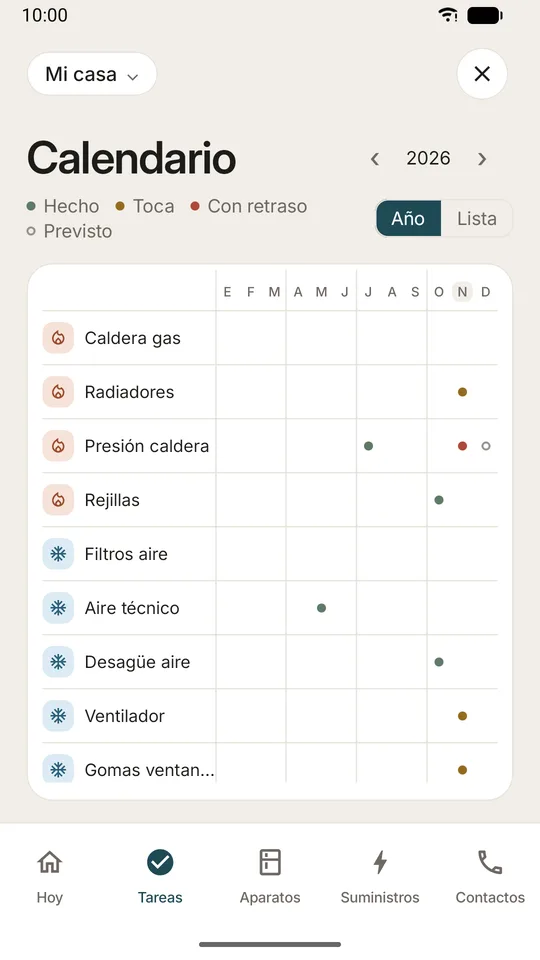 10:00
Mi casa
Calendario
2026
Hecho
Toca
Con retraso
Previsto
Año
Lista
E F M A M J J A S O N D
Caldera gas
Radiadores
Presión caldera
Rejillas
Filtros aire
Aire técnico
Desagüe aire
Ventilador
Gomas ventan...
Hoy
Tareas
Aparatos
Suministros
Contactos